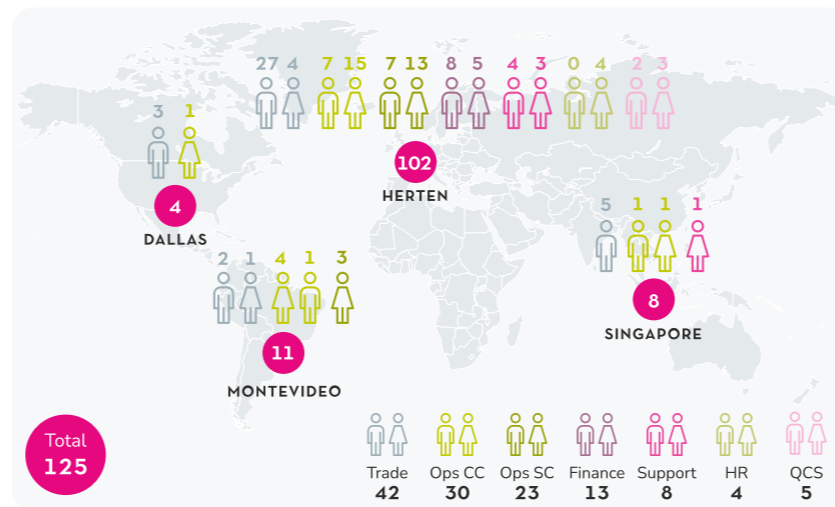 27 4 7 15 7 13 8 5 4 3 0 4 2 3
3 1
102
HERTEN
4
DALLAS
5 1 1 1
8
SINGAPORE
2 1 4 1 3
11
MONTEVIDEO
Total
125
Trade Ops CC Ops SC Finance Support HR QCS
42 30 23 13 8 4 5